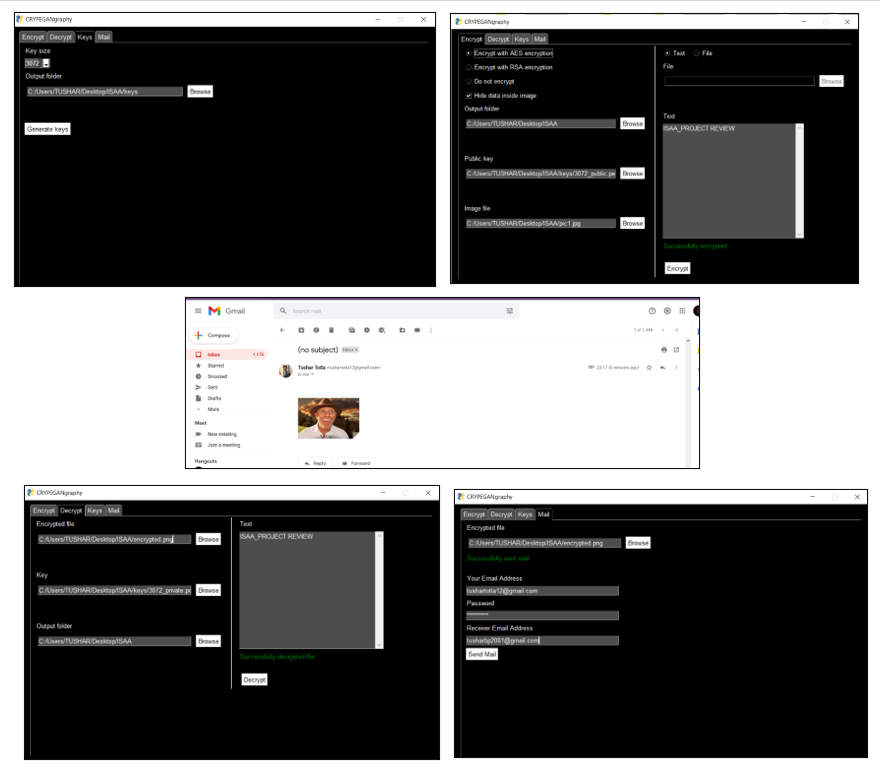 CRYPEGANgraphy
Encrypt Decrypt Keys Mail
Key size
3072
Output folder
C:/Users/TUSHAR/Desktop/ISAA/keys Browse
Generate keys
CRYPEGANgraphy
Encrypt Decrypt Keys Mail
Encrypt with AES encryption
Encrypt with RSA encryption
Do not encrypt
Hide data inside image
Output folder
C:/Users/TUSHAR/Desktop/ISAA Browse
Public key
C:/Users/TUSHAR/Desktop/ISAA/keys/3072_public.pe Browse
Image file
C:/Users/TUSHAR/Desktop/ISAA/pic1.jpg Browse
Text File
File
Browse
Text
ISAA_PROJECT REVIEW
Successfully encrypted
Encrypt
Gmail
Search mail
Compose
1 of 1,594
Inbox 1,175
Starred
Snoozed
Sent
Drafts
More
Meet
New meeting
Join a meeting
Hangouts
(no subject) Inbox x
Tushar Totla <tushartotla12@gmail.com>
to me
22:17 (0 minutes ago)
Reply Forward
CRYPEGANgraphy
Encrypt Decrypt Keys Mail
Encrypted file
C:/Users/TUSHAR/Desktop/ISAA/encrypted.png Browse
Key
C:/Users/TUSHAR/Desktop/ISAA/keys/3072_private.pe Browse
Output folder
C:/Users/TUSHAR/Desktop/ISAA Browse
Text
ISAA_PROJECT REVIEW
Successfully decrypted file
Decrypt
CRYPEGANgraphy
Encrypt Decrypt Keys Mail
Encrypted file
C:/Users/TUSHAR/Desktop/ISAA/encrypted.png Browse
Successfully sent mail
Your Email Address
tushartotla12@gmail.com
Password
*********
Receiver Email Address
tusharbp2001@gmail.com
Send Mail